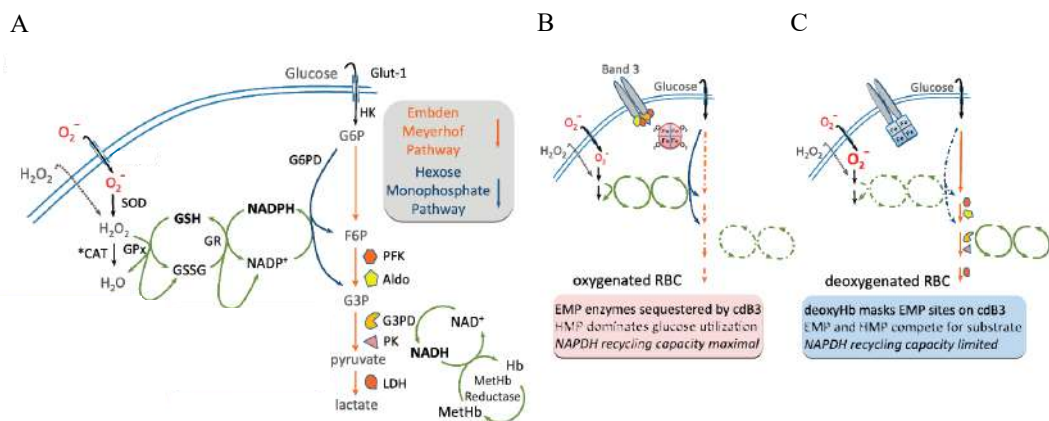 A
Glucose
Glut-1
HK
G6P
G6PD
Embden
Meyerhof
Pathway
Hexose
Monophosphate
Pathway
O₂⁻
H₂O₂
O₂⁻
SOD
H₂O₂
*CAT
GPx
H₂O
GSH
GSSG
GR
NADPH
NADP⁺
F6P
PFK
Aldo
G3P
G3PD
PK
pyruvate
LDH
lactate
NAD⁺
NADH
Hb
MetHb
Reductase
MetHb
B
Band 3
Glucose
O₂⁻
H₂O₂
O₂⁻
oxygenated RBC
EMP enzymes sequestered by cdB3
HMP dominates glucose utilization
NAPDH recycling capacity maximal
C
Glucose
O₂⁻
H₂O₂
O₂⁻
deoxygenated RBC
deoxyHb masks EMP sites on cdB3
EMP and HMP compete for substrate
NAPDH recycling capacity limited